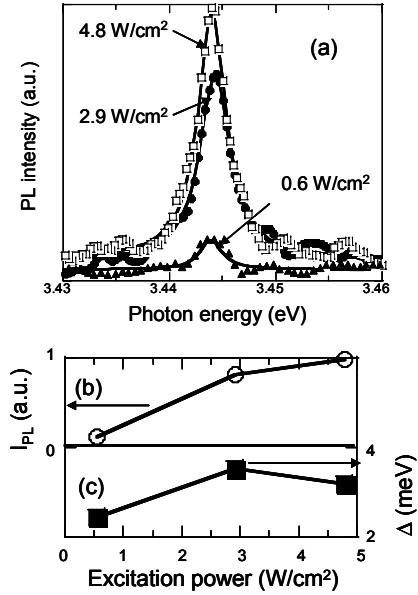 (a)
4.8 W/cm²
2.9 W/cm²
0.6 W/cm²
PL intensity (a.u.)
3.43 3.44 3.45 3.46
Photon energy (eV)
1
(b)
I_PL (a.u.)
0 4
(c)
Δ (meV)
2
0 1 2 3 4 5
Excitation power (W/cm²)